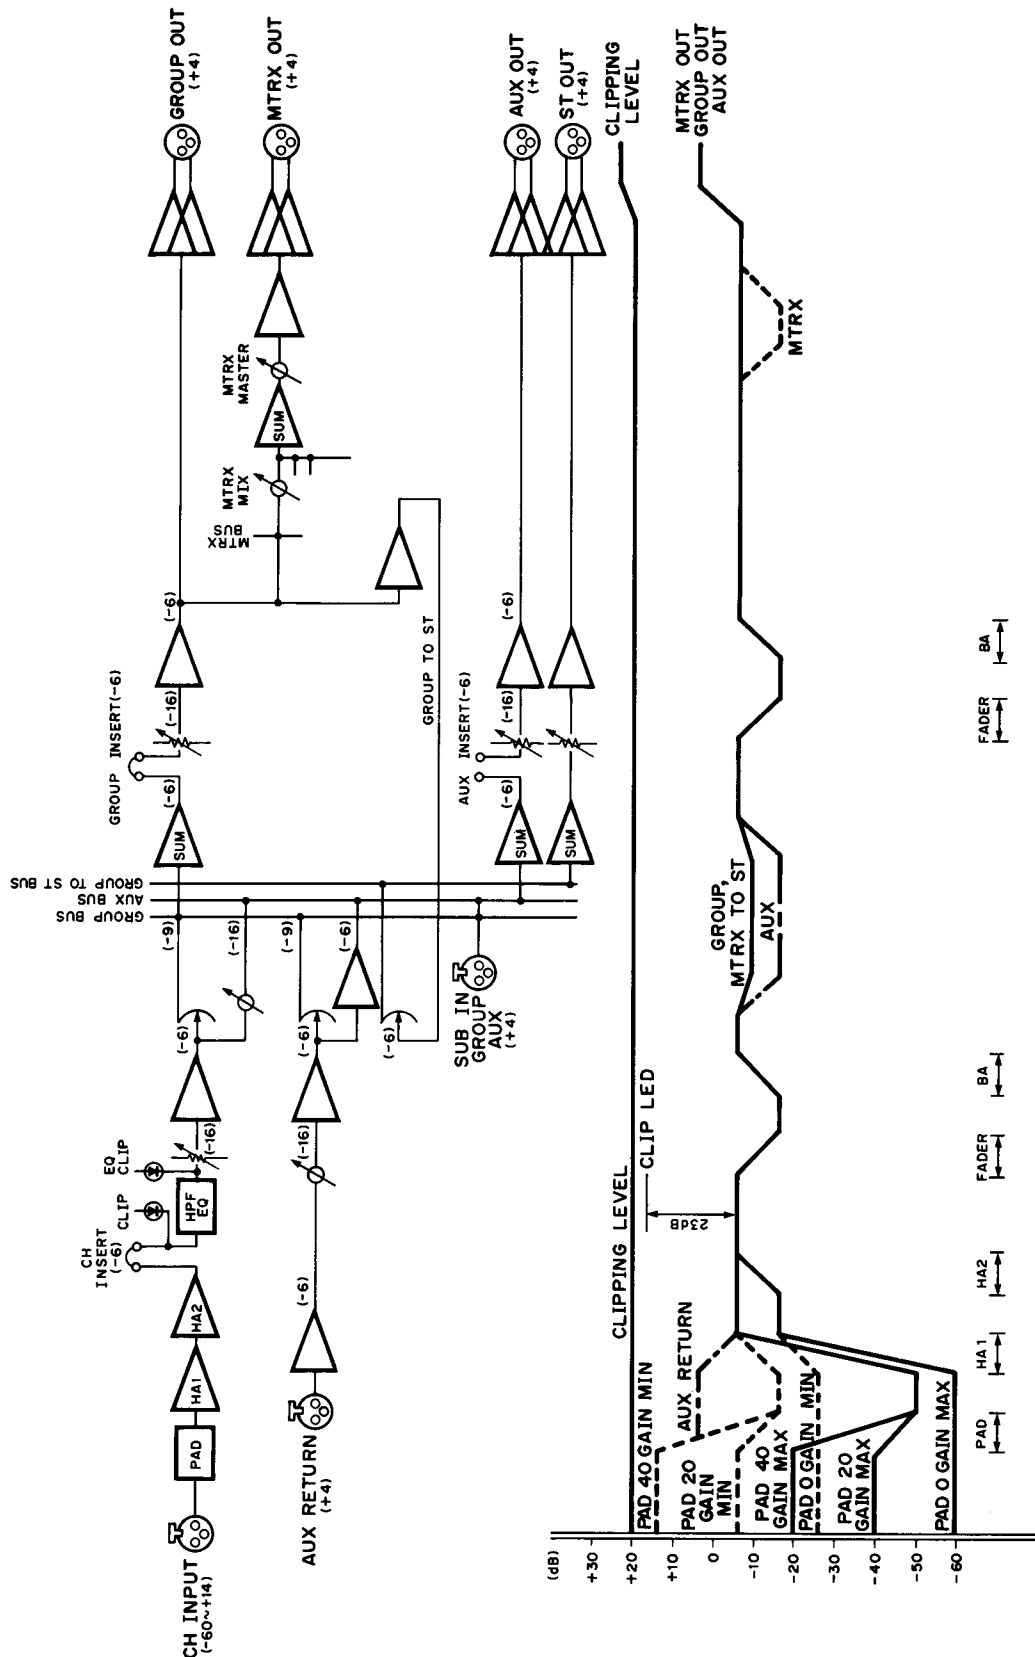 CH INPUT
(-60~+14)
PAD
HA1
HA2
CH
INSERT
(-6)
CLIP
EQ
CLIP
HPF
EQ
(-16)
(-6)
(-9)
(-16)
GROUP BUS
AUX BUS
GROUP TO ST BUS
SUM
(-6)
GROUP INSERT(-6)
(-16)
(-6)
GROUP OUT
(+4)
MTRX
BUS
MTRX
MIX
SUM
MTRX
MASTER
MTRX OUT
(+4)
AUX RETURN
(+4)
(-6)
(-16)
(-6)
(-9)
(-6)
(-6)
GROUP TO ST
SUB IN
GROUP
AUX
(+4)
SUM
(-6)
AUX INSERT(-6)
(-16)
(-6)
AUX OUT
(+4)
SUM
ST OUT
(+4)
(dB)
+30
+20
+10
0
-10
-20
-30
-40
-50
-60
CLIPPING LEVEL
CLIP LED
23dB
CLIPPING
LEVEL
PAD 40 GAIN MIN
AUX RETURN
PAD 20
GAIN
MIN
PAD 40
GAIN MAX
PAD 0 GAIN MIN
PAD 20
GAIN MAX
PAD 0 GAIN MAX
GROUP,
MTRX TO ST
AUX
MTRX
MTRX OUT
GROUP OUT
AUX OUT
PAD
HA1
HA2
FADER
BA
FADER
BA